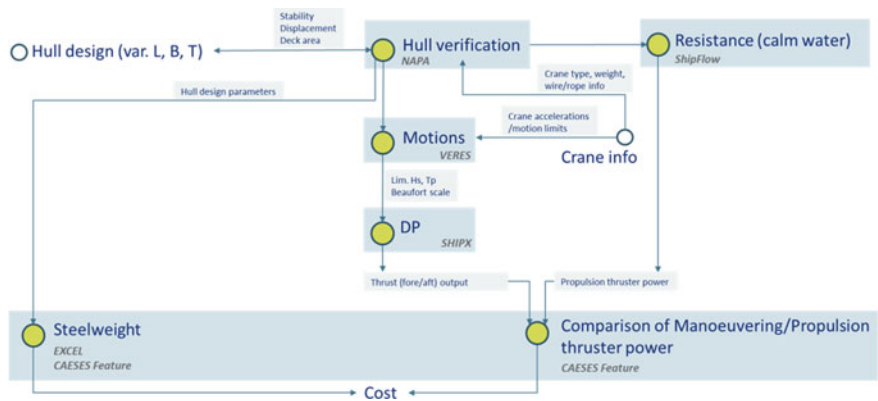 Stability
Displacement
Deck area
Hull design (var. L, B, T)
Hull verification
NAPA
Resistance (calm water)
ShipFlow
Hull design parameters
Crane type, weight,
wire/rope info
Crane accelerations
/motion limits
Motions
VERES
Crane info
Lim. Hs, Tp
Beaufort scale
DP
SHIPX
Thrust (fore/aft) output
Propulsion thruster power
Steelweight
EXCEL
CAESES Feature
Comparison of Manoeuvering/Propulsion
thruster power
CAESES Feature
Cost